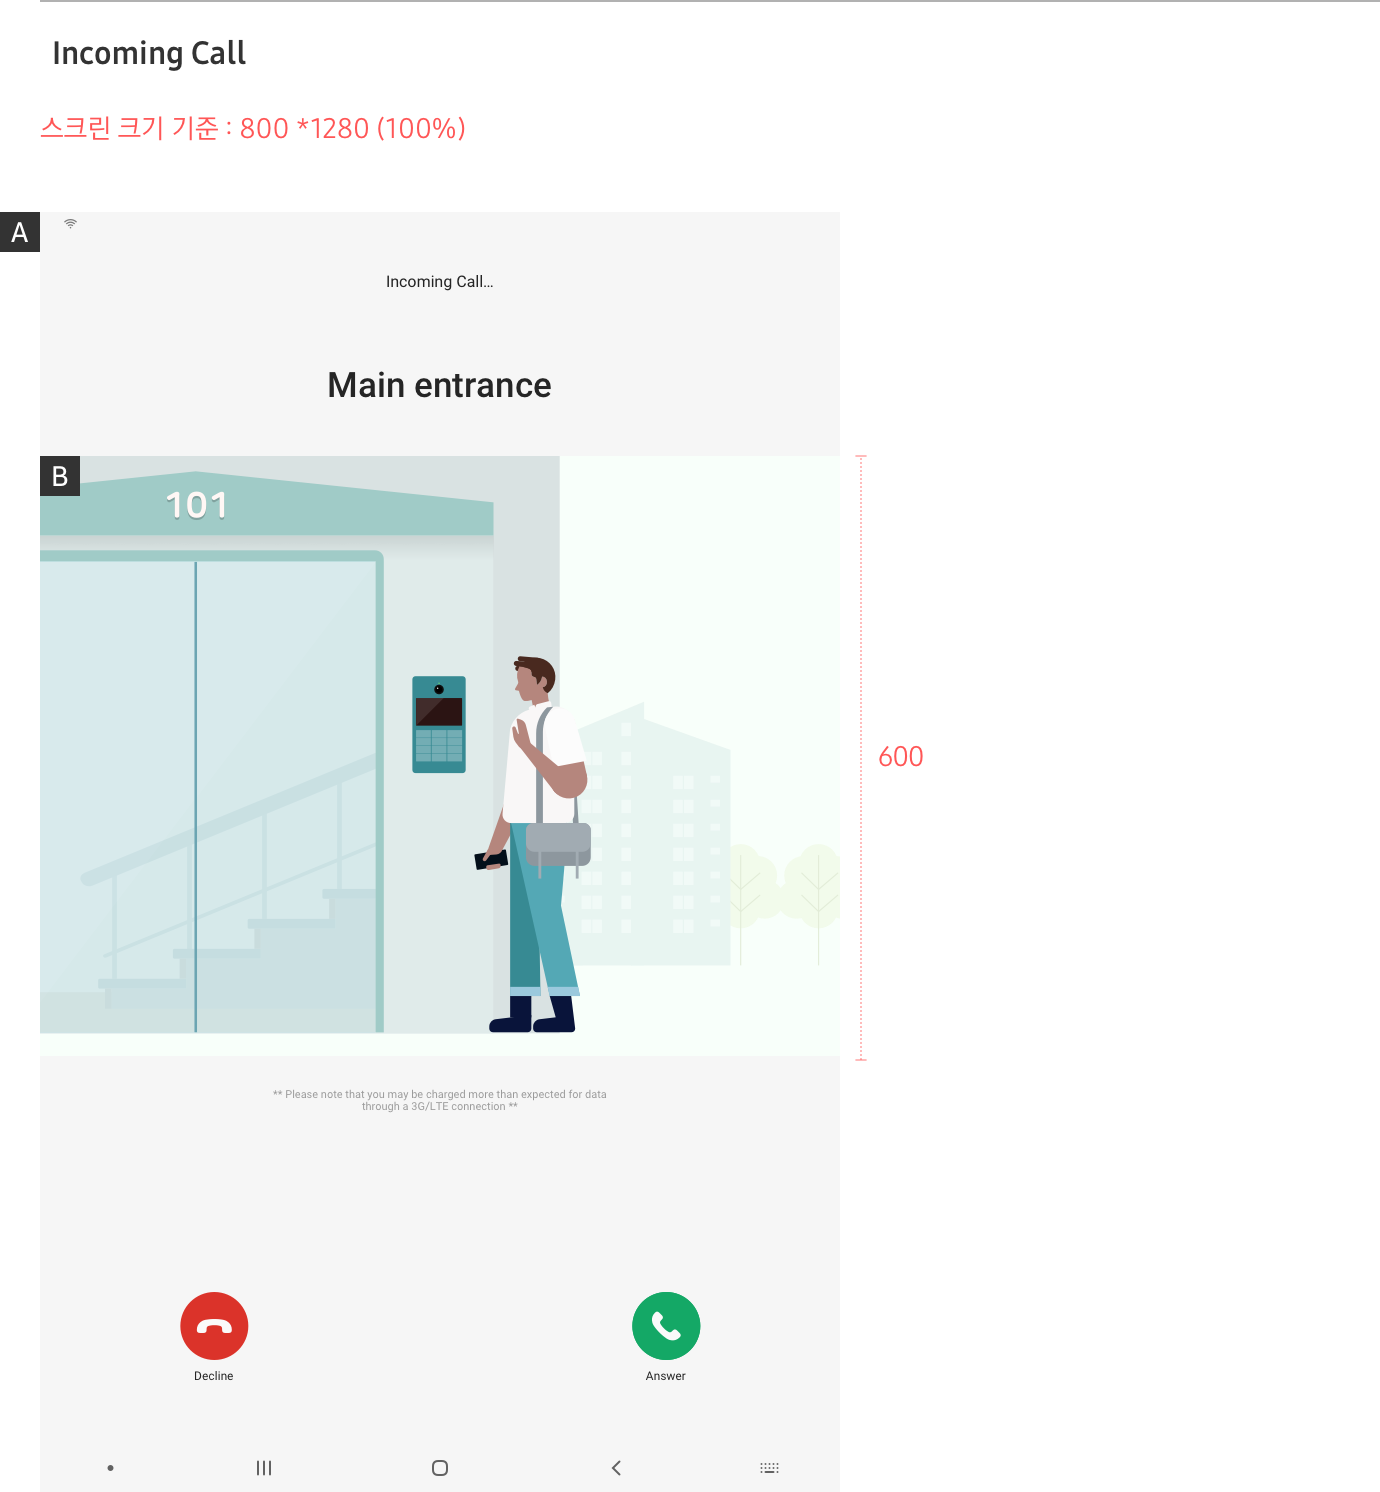 Incoming Call
스크린 크기 기준 : 800 *1280 (100%)
A
Incoming Call...
Main entrance
B
101
600
** Please note that you may be charged more than expected for data
through a 3G/LTE connection **
Decline
Answer